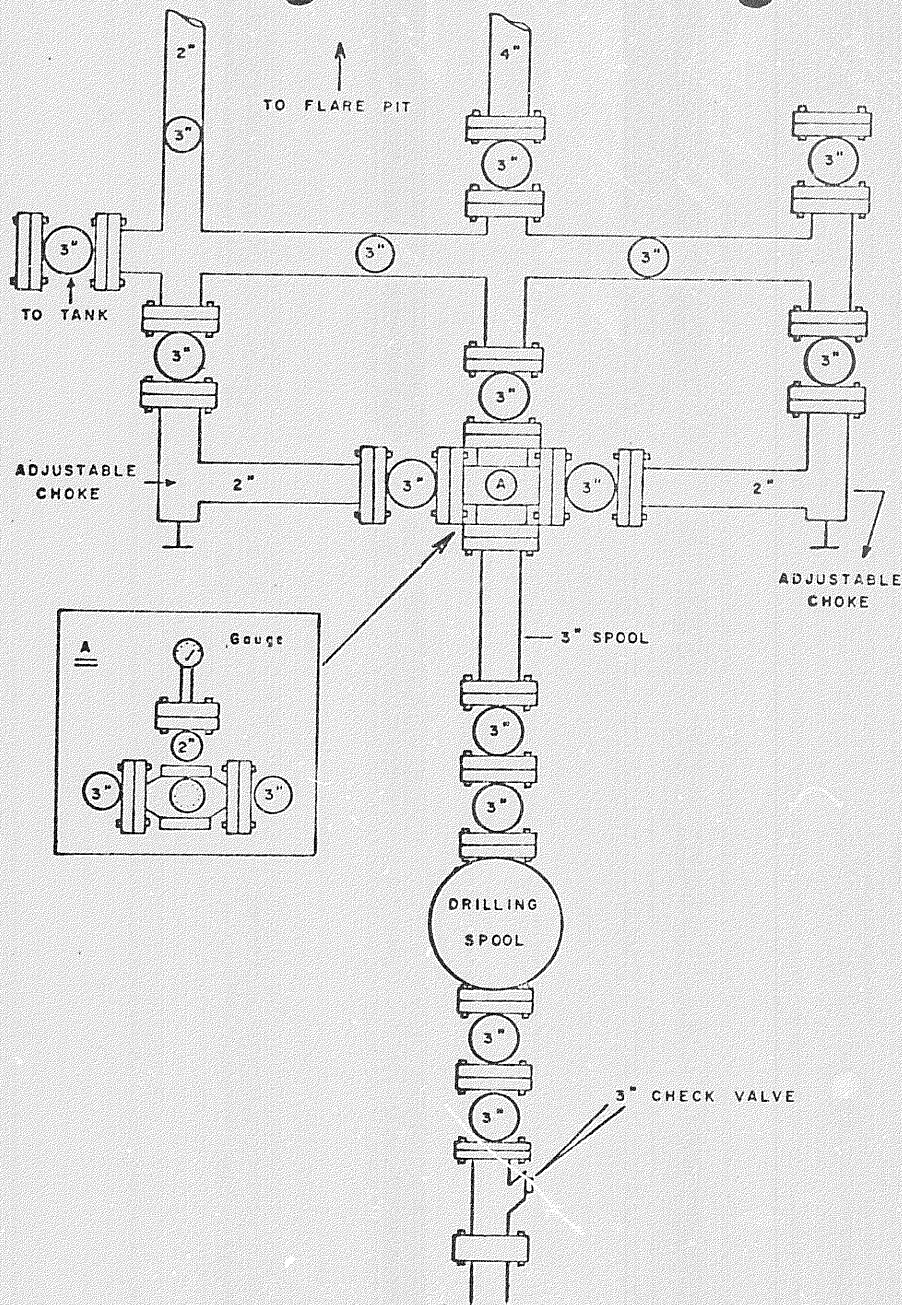 2" 4"
TO FLARE PIT
3"
3" 3"
3" 3" 3"
TO TANK
3" 3"
3"
ADJUSTABLE
CHOKE
2" 3" A 3" 2"
ADJUSTABLE
CHOKE
3" SPOOL
A Gauge
2"
3" 3"
3"
3"
DRILLING
SPOOL
3"
3" CHECK VALVE
3"